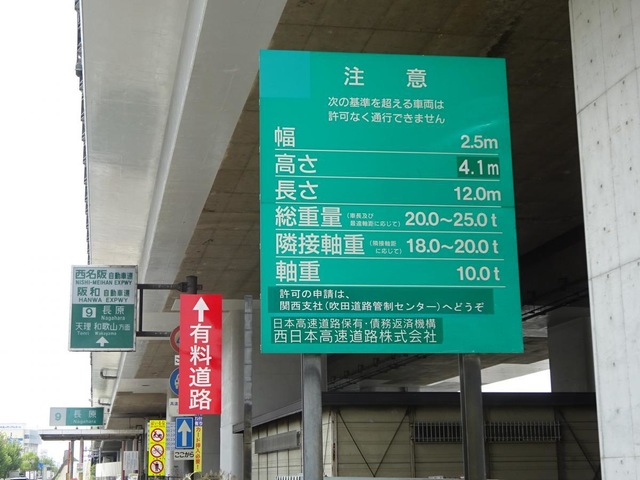 注意
次の基準を超える車両は
許可なく通行できません
幅 2.5m
高さ 4.1m
長さ 12.0m
総重量 (車長及び最遠軸距に応じて) 20.0～25.0t
隣接軸重 (隣接軸距に応じて) 18.0～20.0t
軸重 10.0t
許可の申請は、
関西支社(吹田道路管制センター)へどうぞ
日本高速道路保有・債務返済機構
西日本高速道路株式会社
西名阪自動車道
NISHI-MEIHAN EXPWY
阪和自動車道
HANWA EXPWY
9 長原
Nagahara
天理 和歌山方面
Tenri Wakayama
有料道路
9 長原
Nagahara
ここから